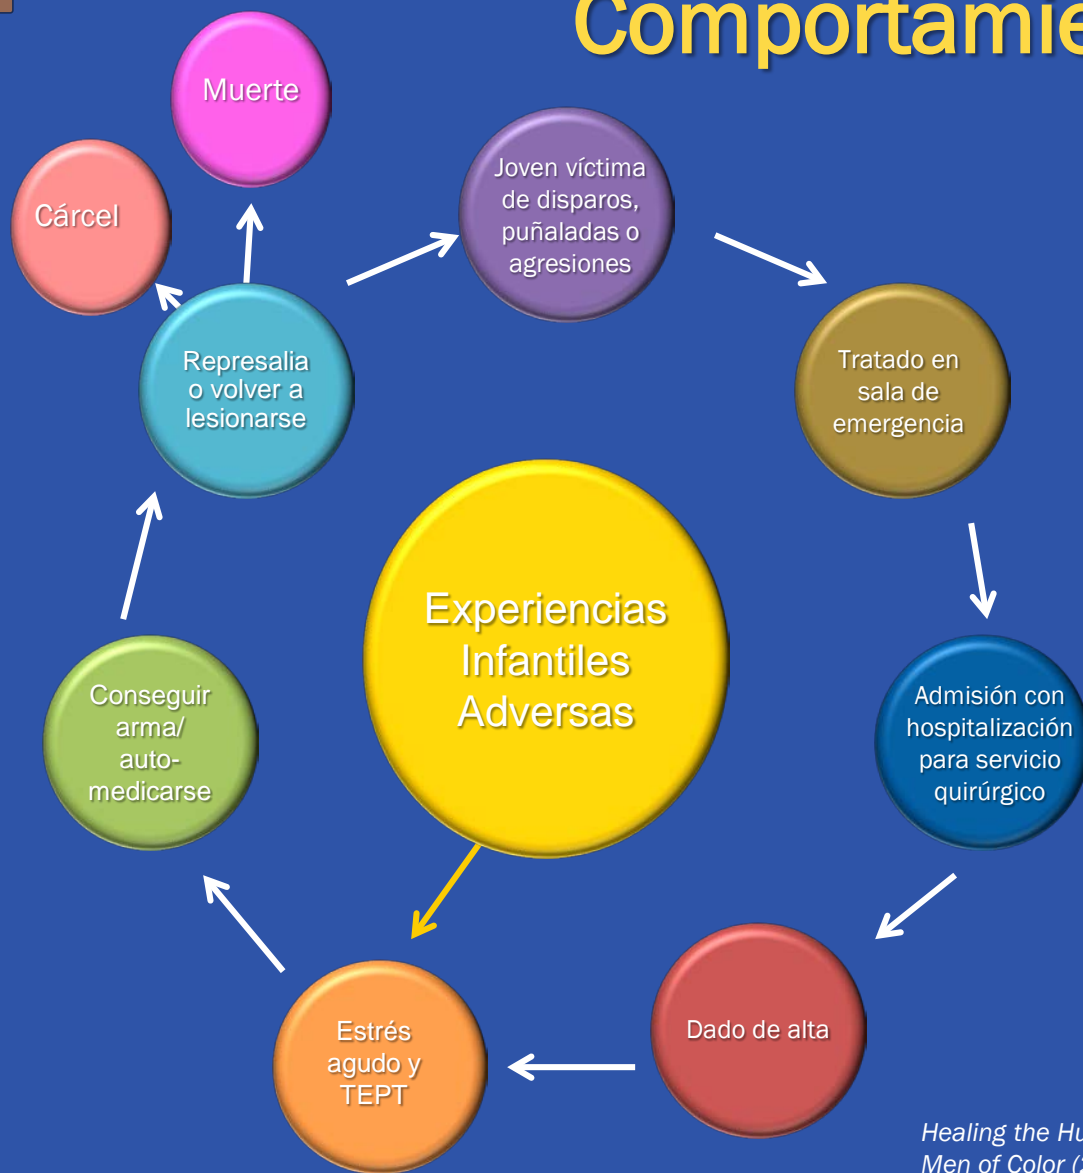 Muerte
Cárcel
Joven víctima
de disparos,
puñaladas o
agresiones
Represalia
o volver a
lesionarse
Tratado en
sala de
emergencia
Experiencias
Infantiles
Adversas
Conseguir
arma/
auto-
medicarse
Admisión con
hospitalización
para servicio
quirúrgico
Estrés
agudo y
TEPT
Dado de alta
Healing the
Men of Color